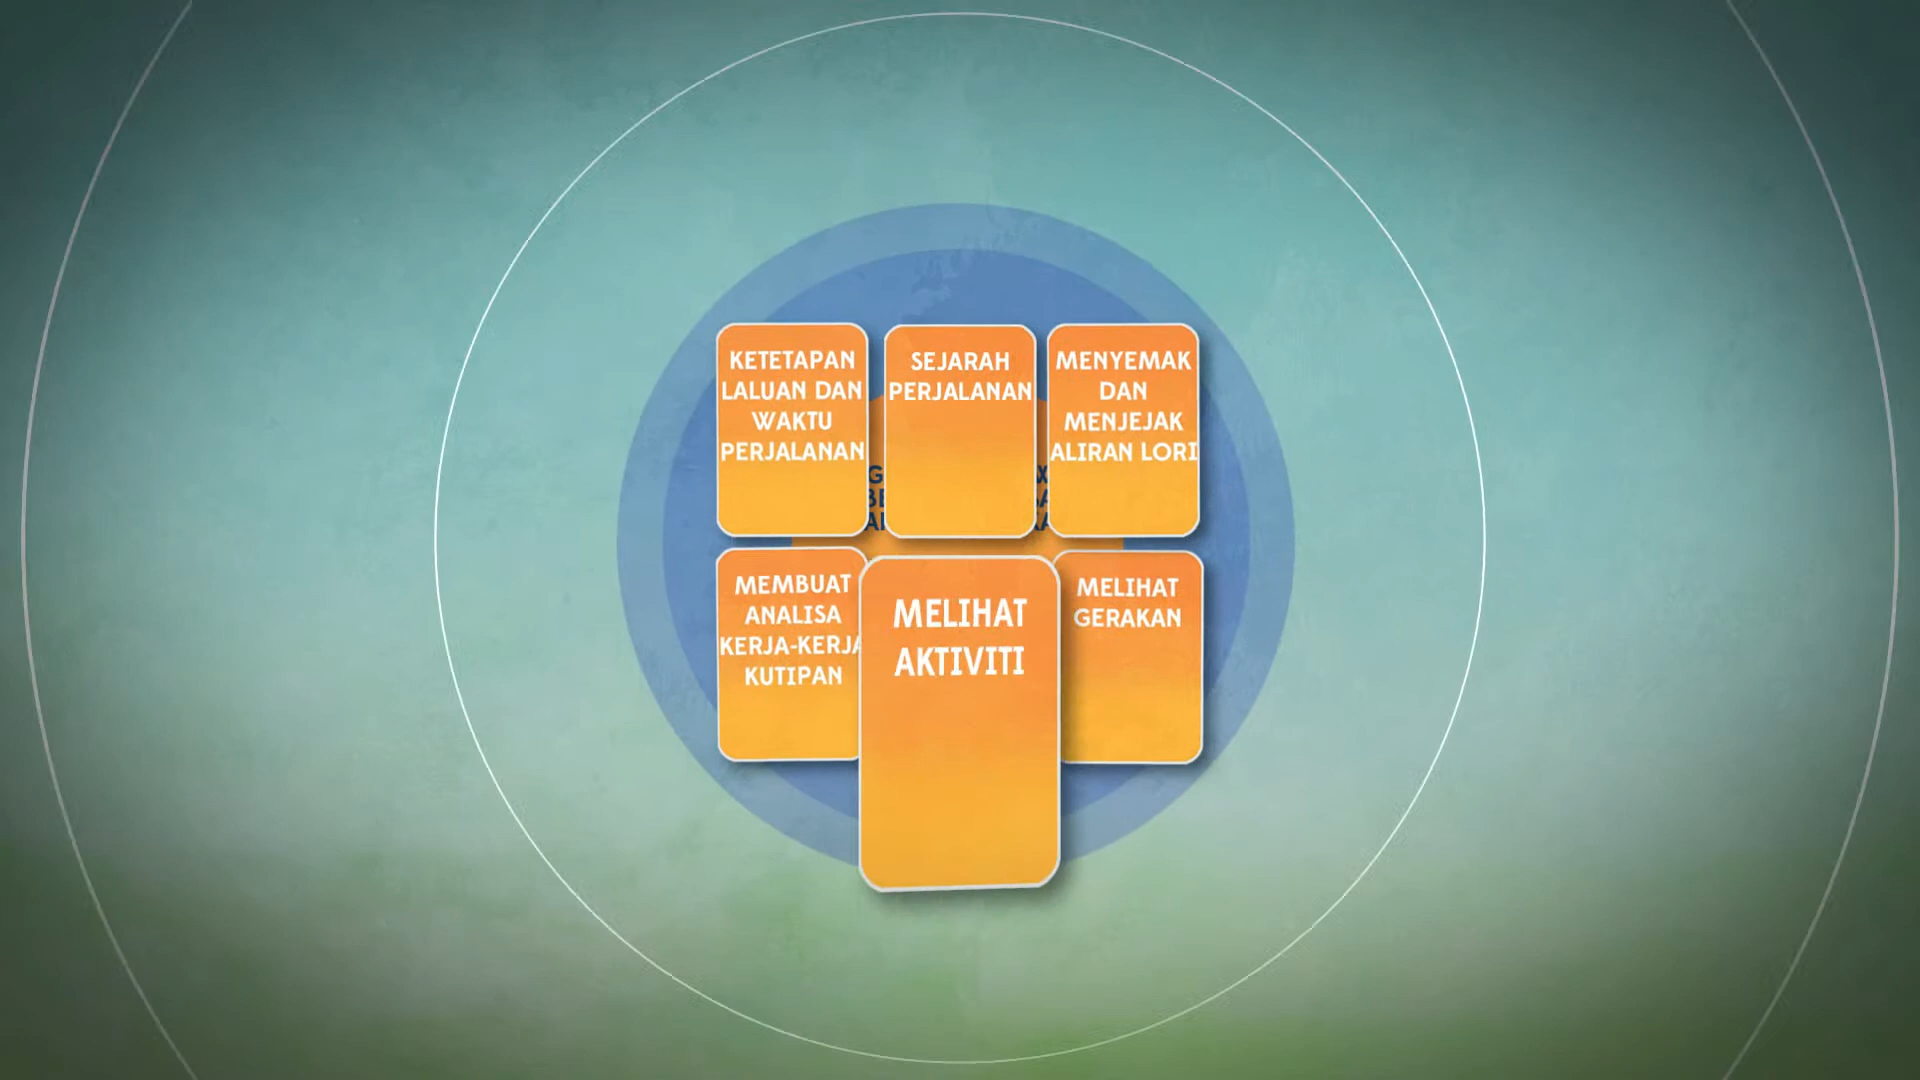 KETETAPAN
LALUAN DAN
WAKTU
PERJALANAN
SEJARAH
PERJALANAN
MENYEMAK
DAN
MENJEJAK
ALIRAN LORI
MEMBUAT
ANALISA
KERJA-KERJA
KUTIPAN
MELIHAT
AKTIVITI
MELIHAT
GERAKAN